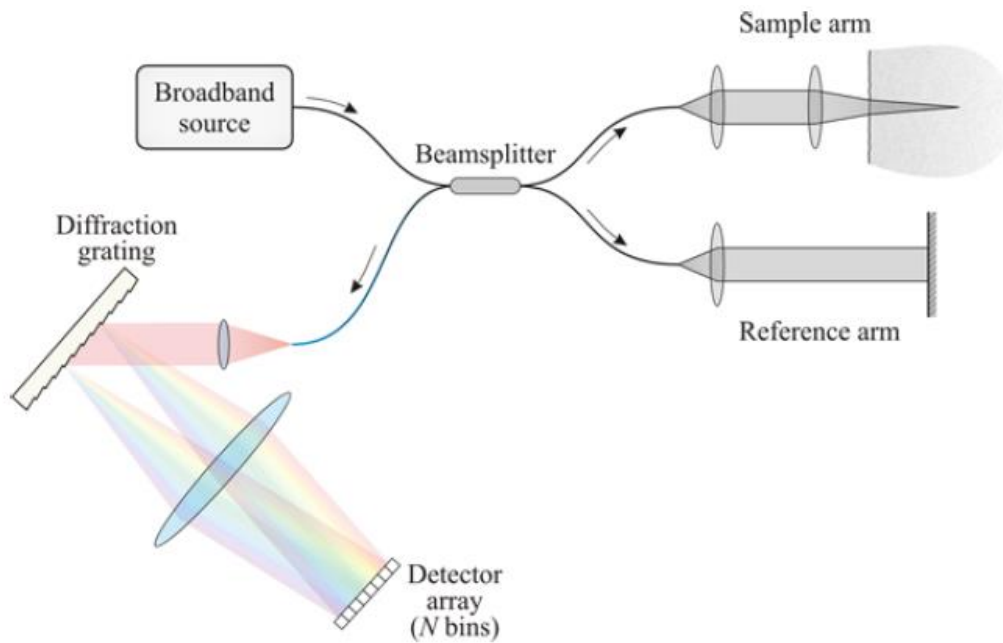 Sample arm
Broadband
source
Beamsplitter
Diffraction
grating
Reference arm
Detector
array
(N bins)